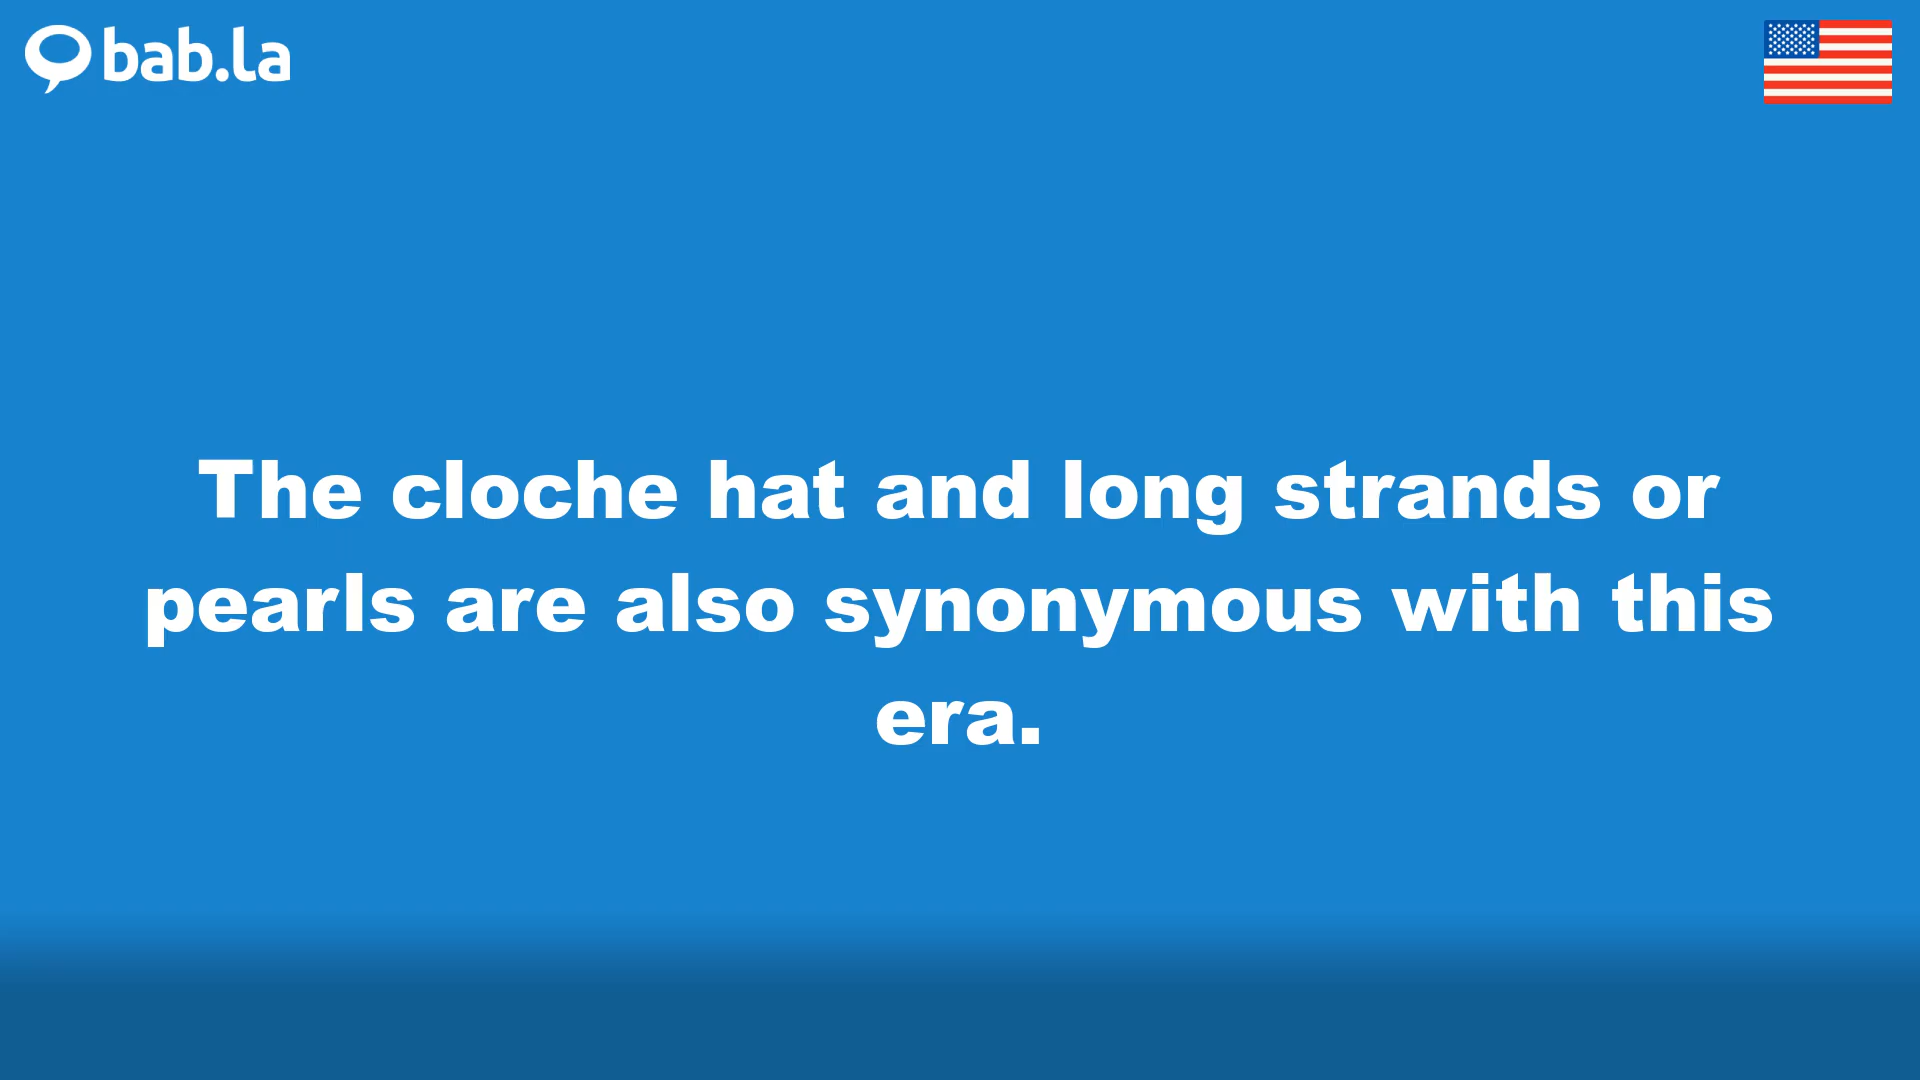 bab.la
The cloche hat and long strands or
pearls are also synonymous with this
era.